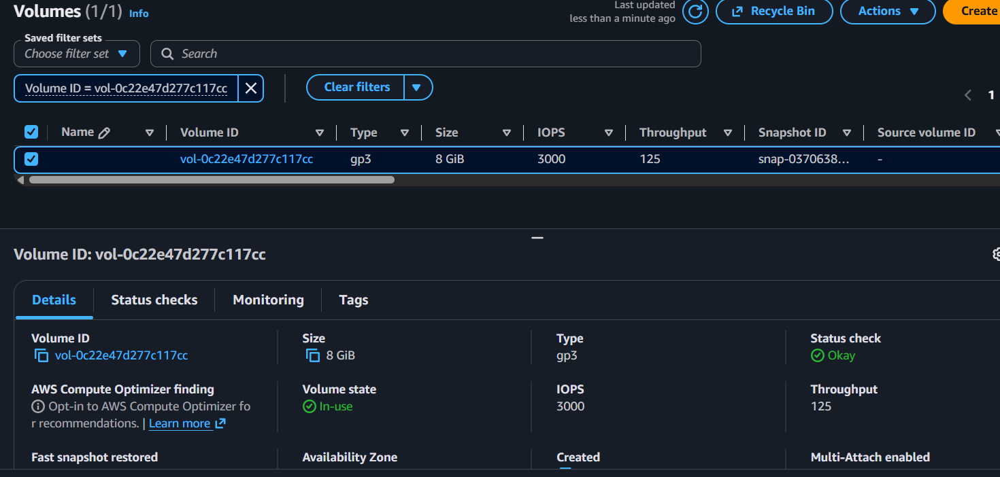 Volumes (1/1) Info
Last updated
less than a minute ago
Recycle Bin
Actions
Create
Saved filter sets
Choose filter set
Search
Volume ID = vol-0c22e47d277c117cc
Clear filters
1
Name Volume ID Type Size IOPS Throughput Snapshot ID Source volume ID
vol-0c22e47d277c117cc gp3 8 GiB 3000 125 snap-0370638... -
Volume ID: vol-0c22e47d277c117cc
Details Status checks Monitoring Tags
Volume ID Size Type Status check
vol-0c22e47d277c117cc 8 GiB gp3 Okay
AWS Compute Optimizer finding Volume state IOPS Throughput
Opt-in to AWS Compute Optimizer fo In-use 3000 125
r recommendations. | Learn more
Fast snapshot restored Availability Zone Created Multi-Attach enabled